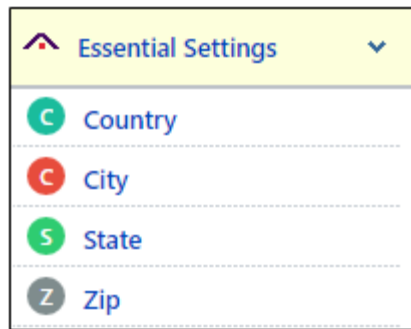 Essential Settings
C Country
C City
S State
Z Zip